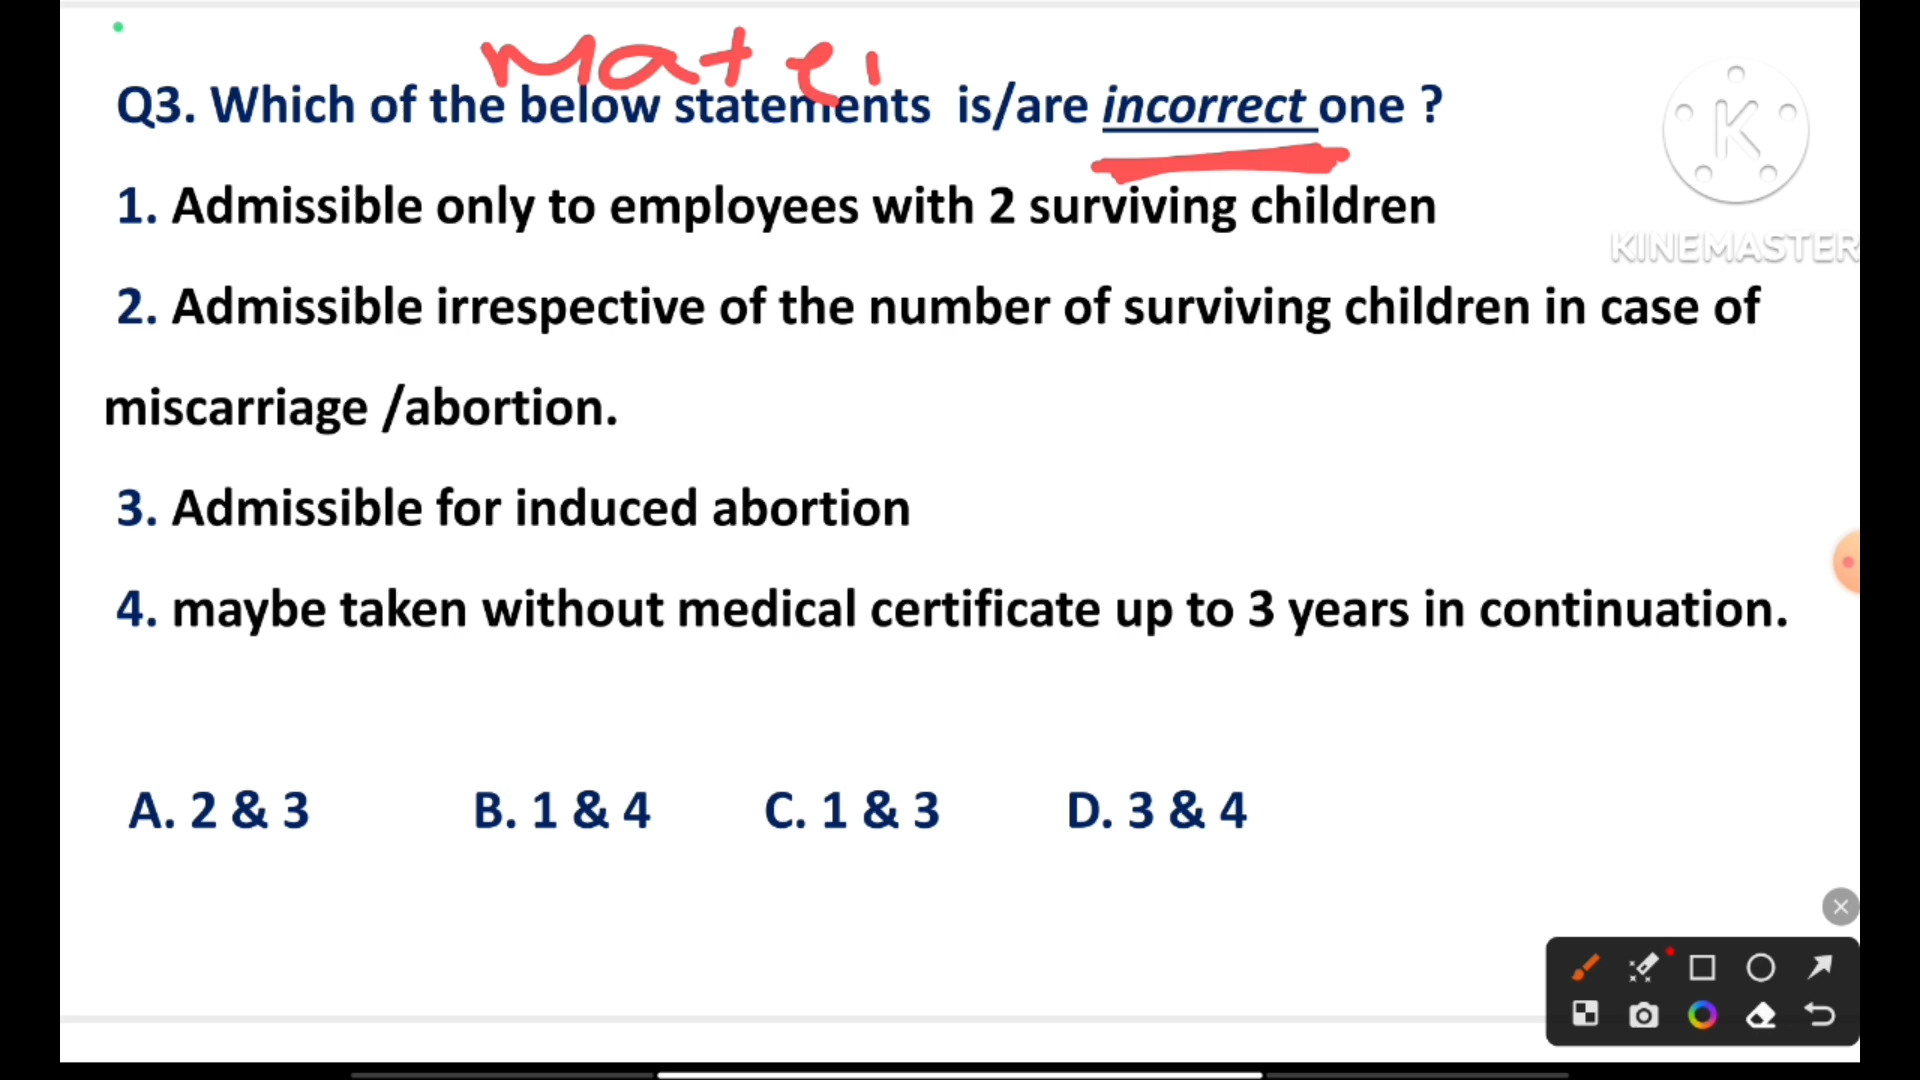 Mate
Q3. Which of the below statements is/are incorrect one ?
1. Admissible only to employees with 2 surviving children
2. Admissible irrespective of the number of surviving children in case of
miscarriage /abortion.
3. Admissible for induced abortion
4. maybe taken without medical certificate up to 3 years in continuation.
A. 2 & 3 B. 1 & 4 C. 1 & 3 D. 3 & 4
K
KINEMASTER